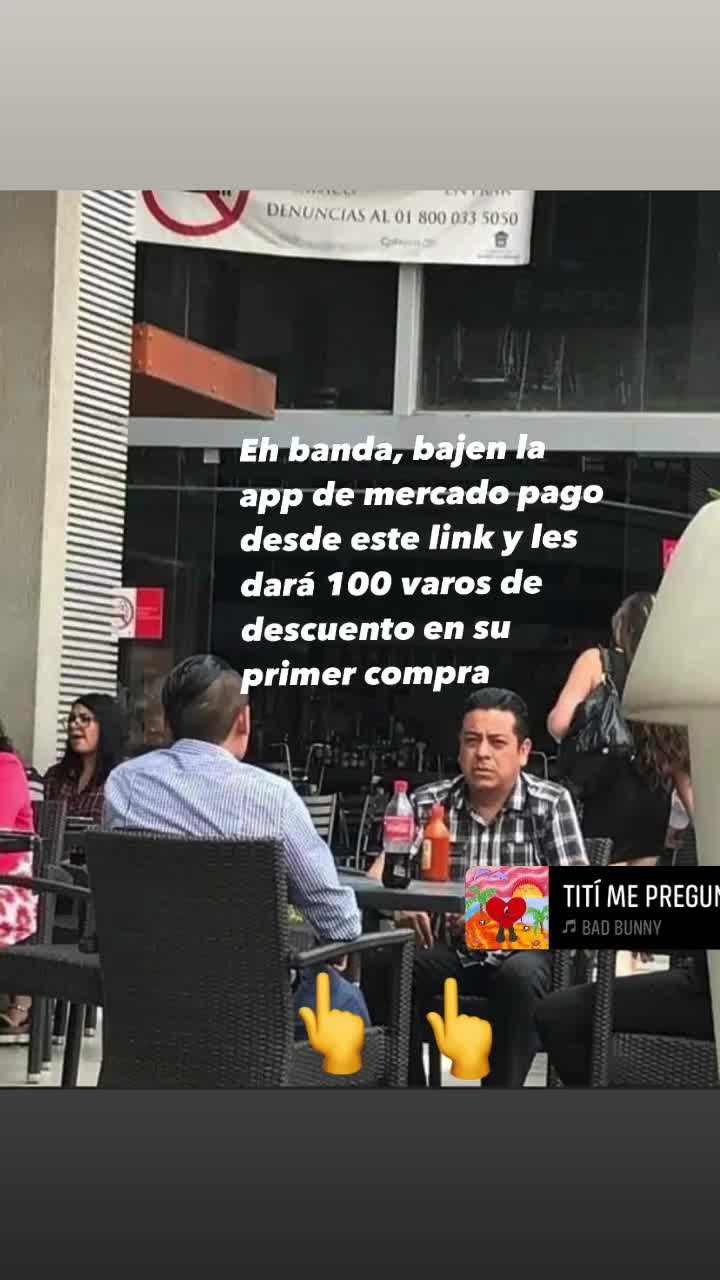 DENUNCIAS AL 01 800 033 5050
Eh banda, bajen la
app de mercado pago
desde este link y les
dará 100 varos de
descuento en su
primer compra
TITÍ ME PREGUN
BAD BUNNY